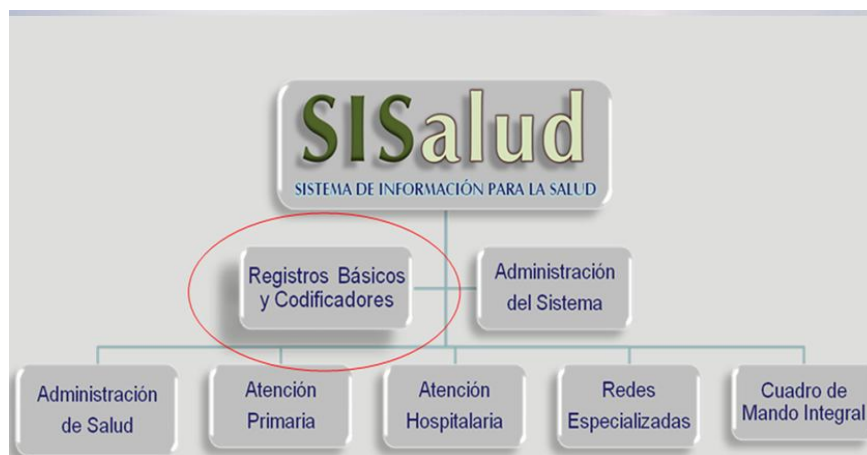 SISalud
SISTEMA DE INFORMACIÓN PARA LA SALUD
Registros Básicos
y Codificadores
Administración
del Sistema
Administración
de Salud
Atención
Primaria
Atención
Hospitalaria
Redes
Especializadas
Cuadro de
Mando Integral